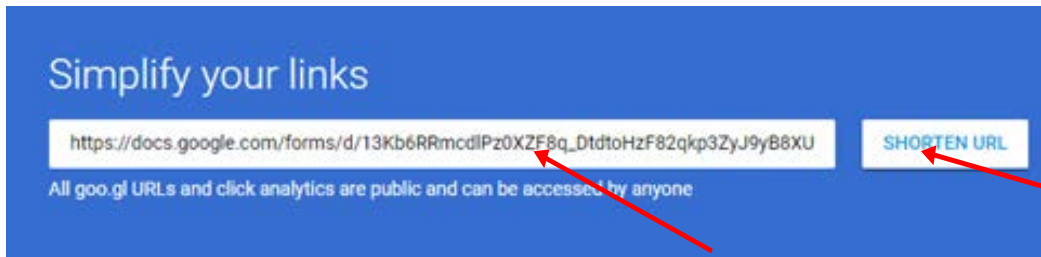 Simplify your links
https://docs.google.com/forms/d/13Kb6RRmcdlPz0XZF8q_DtdtoHzF82qkp3ZyJ9yB8XU
SHORTEN URL
All goo.gl URLs and click analytics are public and can be accessed by anyone